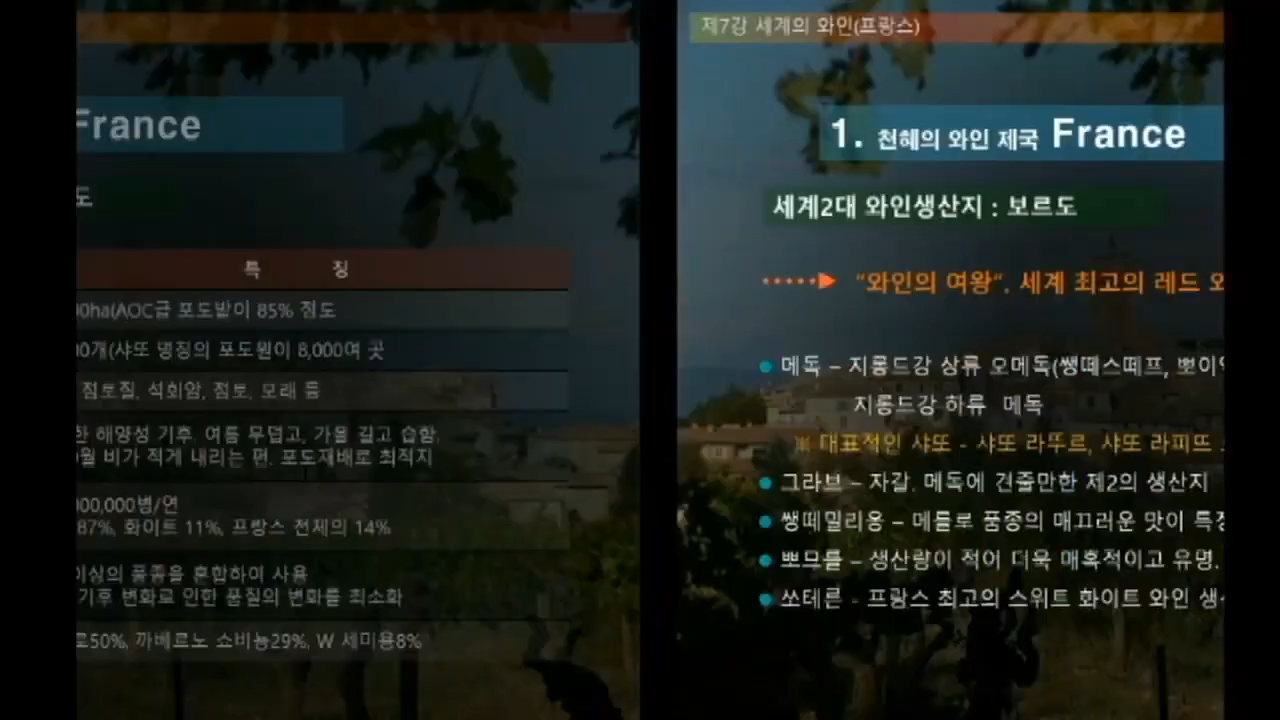 France
도
특 징
00ha(AOC급 포도밭이 85% 정도
00개(샤또 명칭의 포도원이 8,000여 곳
점토질, 석회암, 점토, 모래 등
한 해양성 기후. 여름 무덥고, 가을 길고 습함.
월 비가 적게 내리는 편. 포도재배로 최적지
000,000병/연
87%, 화이트 11%, 프랑스 전체의 14%
이상의 품종을 혼합하여 사용
기후 변화로 인한 품질의 변화를 최소화
로50%, 까베르노 쇼비뇽29%, W 세미용8%
제7강 세계의 와인(프랑스)
1. 천혜의 와인 제국 France
세계2대 와인생산지 : 보르도
“와인의 여왕”. 세계 최고의 레드 와
메독 – 지롱드강 상류 오메독(쌩떼스떼프, 뽀이
지롱드강 하류 메독
※ 대표적인 샤또 - 샤또 라뚜르, 샤또 라피뜨
그라브 – 자갈. 메독에 견줄만한 제2의 생산지
쌩떼밀리옹 – 메를로 품종의 매끄러운 맛이 특징
뽀므를 – 생산량이 적어 더욱 매혹적이고 유명.
쏘테른 - 프랑스 최고의 스위트 화이트 와인 생